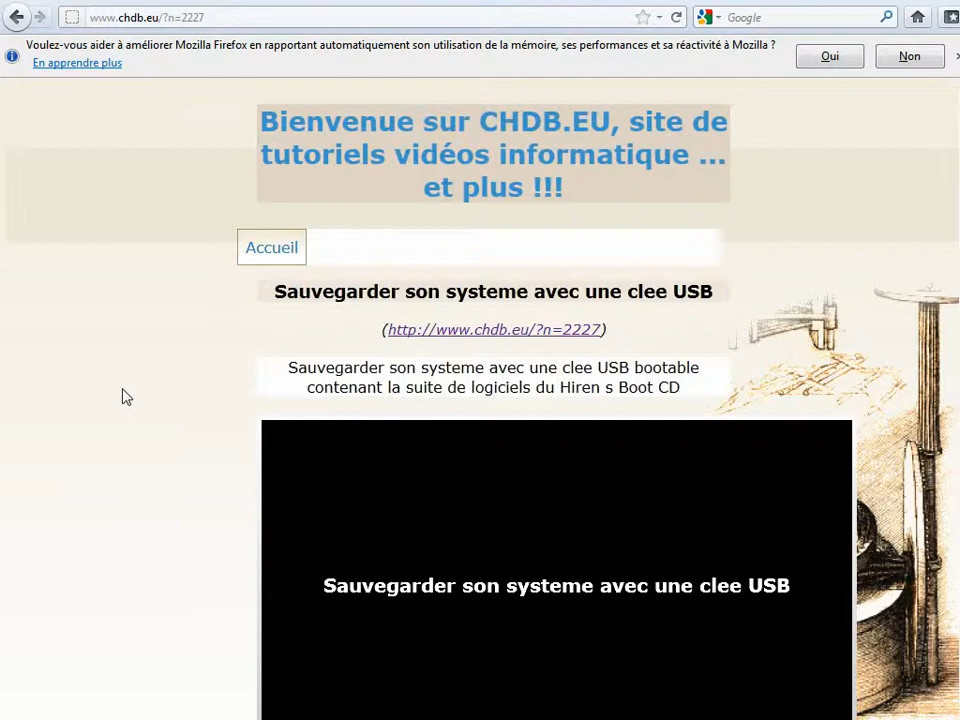 www.chdb.eu/?n=2227
Google
Voulez-vous aider à améliorer Mozilla Firefox en rapportant automatiquement son utilisation de la mémoire, ses performances et sa réactivité à Mozilla ?
En apprendre plus
Oui
Non
Bienvenue sur CHDB.EU, site de
tutoriels vidéos informatique ...
et plus !!!
Accueil
Sauvegarder son systeme avec une clee USB
(http://www.chdb.eu/?n=2227)
Sauvegarder son systeme avec une clee USB bootable
contenant la suite de logiciels du Hiren s Boot CD
Sauvegarder son systeme avec une clee USB